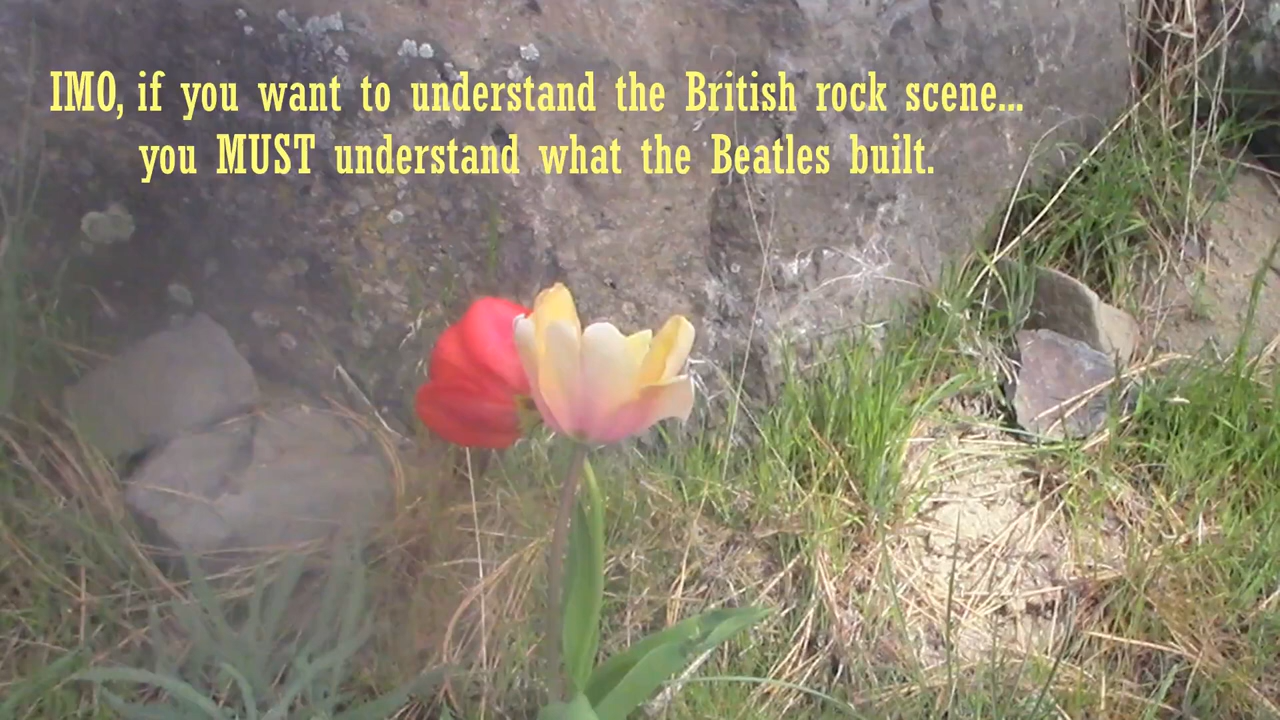 IMO, if you want to understand the British rock scene...
you MUST understand what the Beatles built.